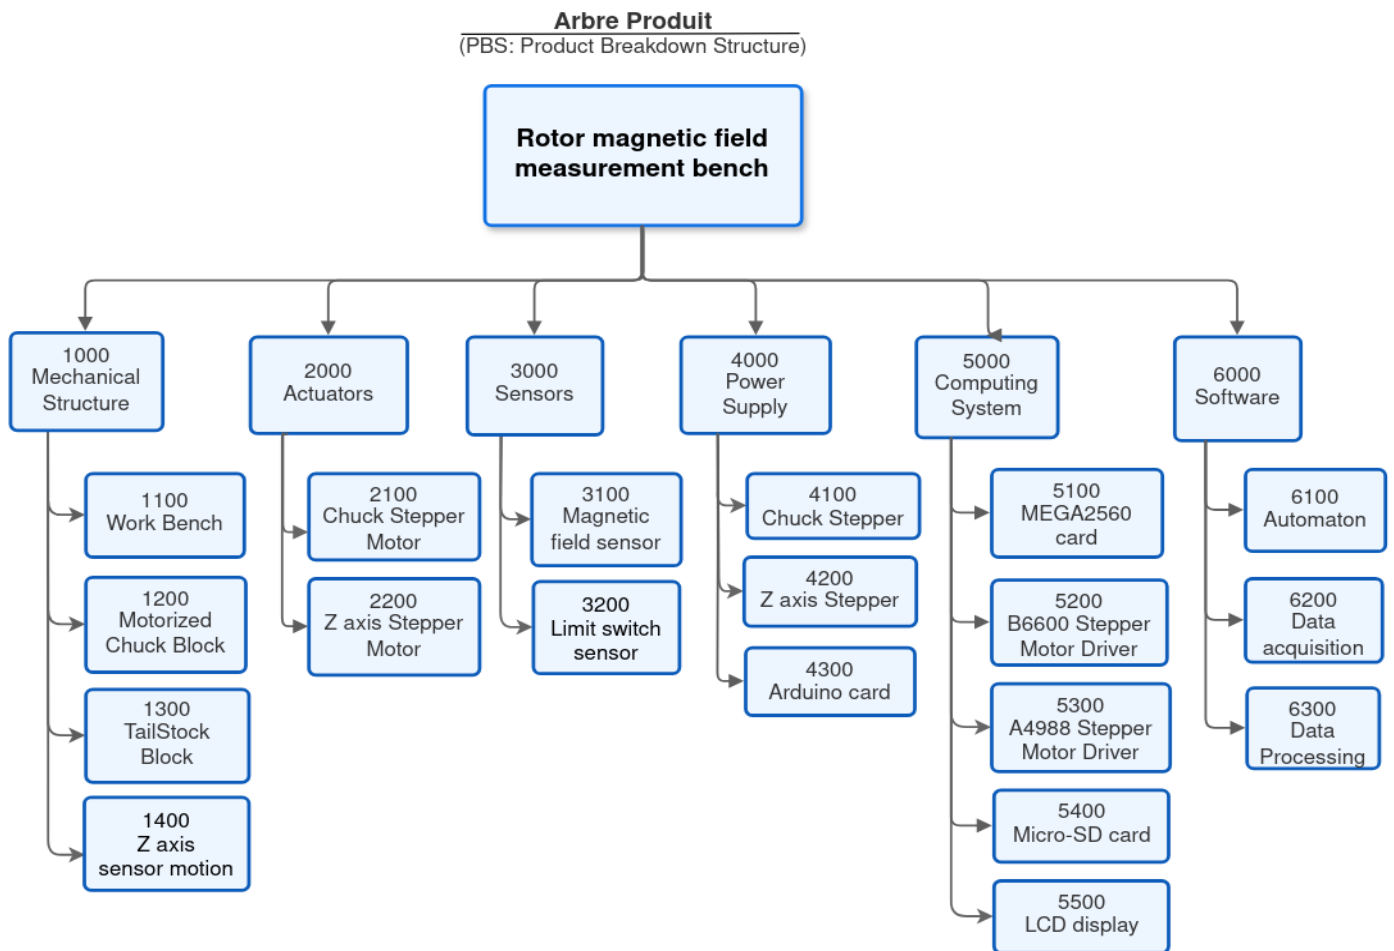 Arbre Produit
(PBS: Product Breakdown Structure)
Rotor magnetic field
measurement bench
1000
Mechanical
Structure
1100
Work Bench
1200
Motorized
Chuck Block
1300
TailStock
Block
1400
Z axis
sensor motion
2000
Actuators
2100
Chuck Stepper
Motor
2200
Z axis Stepper
Motor
3000
Sensors
3100
Magnetic
field sensor
3200
Limit switch
sensor
4000
Power
Supply
4100
Chuck Stepper
4200
Z axis Stepper
4300
Arduino card
5000
Computing
System
5100
MEGA2560
card
5200
B6600 Stepper
Motor Driver
5300
A4988 Stepper
Motor Driver
5400
Micro-SD card
5500
LCD display
6000
Software
6100
Automaton
6200
Data
acquisition
6300
Data
Processing